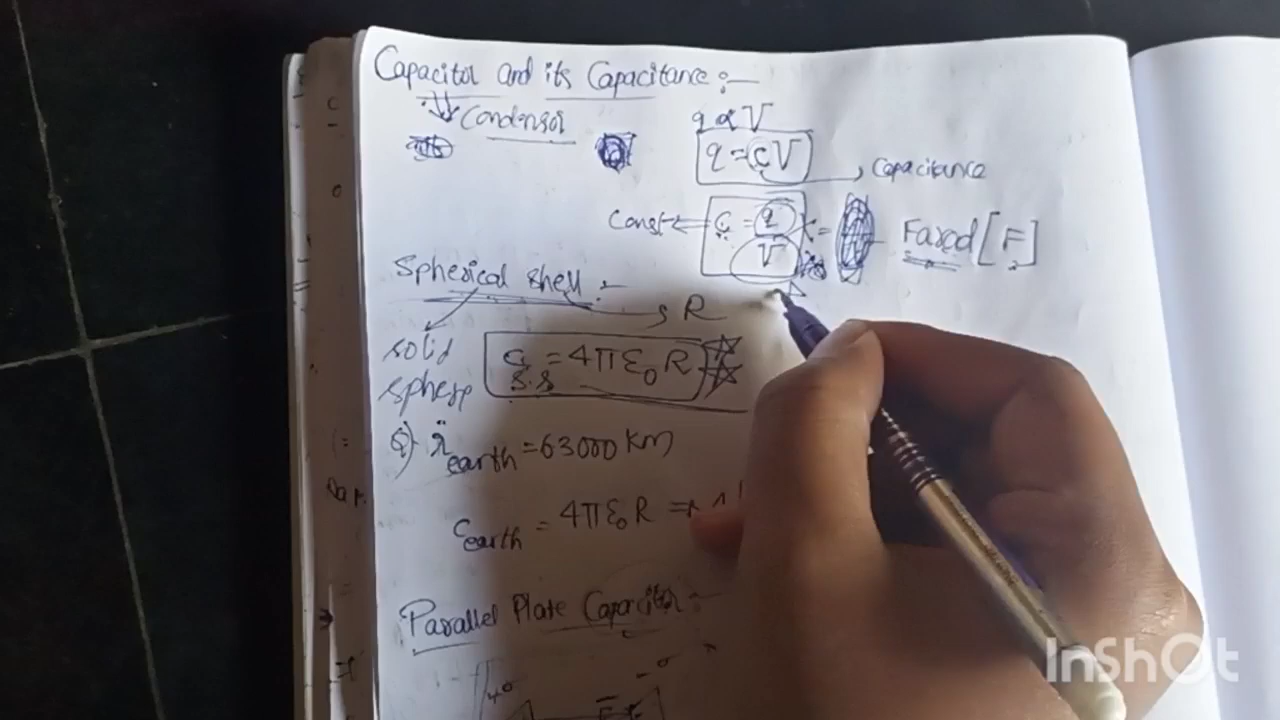 Capacitor and its Capacitance :-
Condensor
q α V
q = CV
Capacitance
Const
C = q
V
Farad [F]
Spherical shell :-
R
solid
sphere
C = 4πε₀R
s.s
Q) r earth = 63000 Km
C earth = 4πε₀R =
Parallel Plate Capacitor :-
+σ
-σ
InShOt